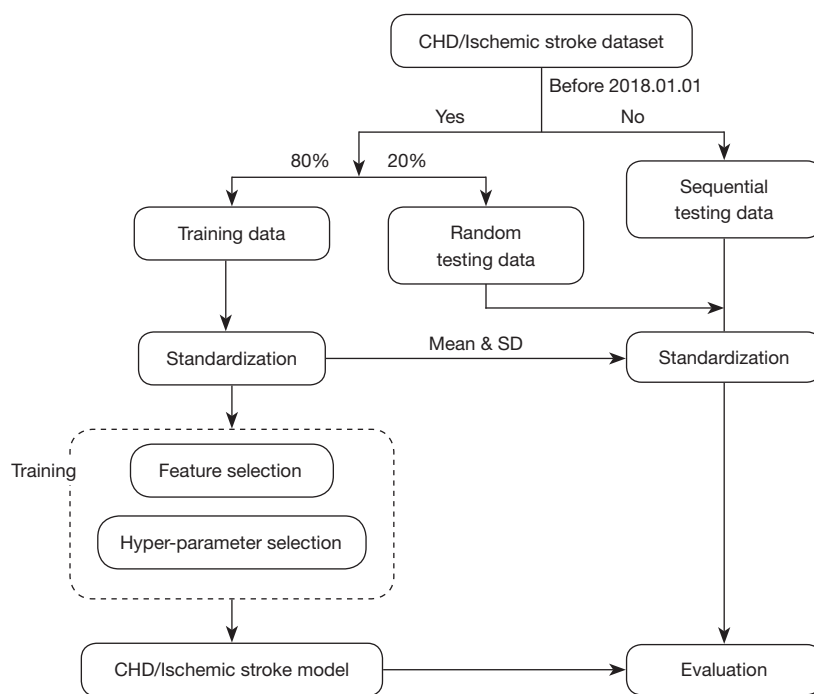 CHD/Ischemic stroke dataset
Before 2018.01.01
Yes
No
80%
20%
Sequential
testing data
Training data
Random
testing data
Mean & SD
Standardization
Standardization
Training
Feature selection
Hyper-parameter selection
CHD/Ischemic stroke model
Evaluation